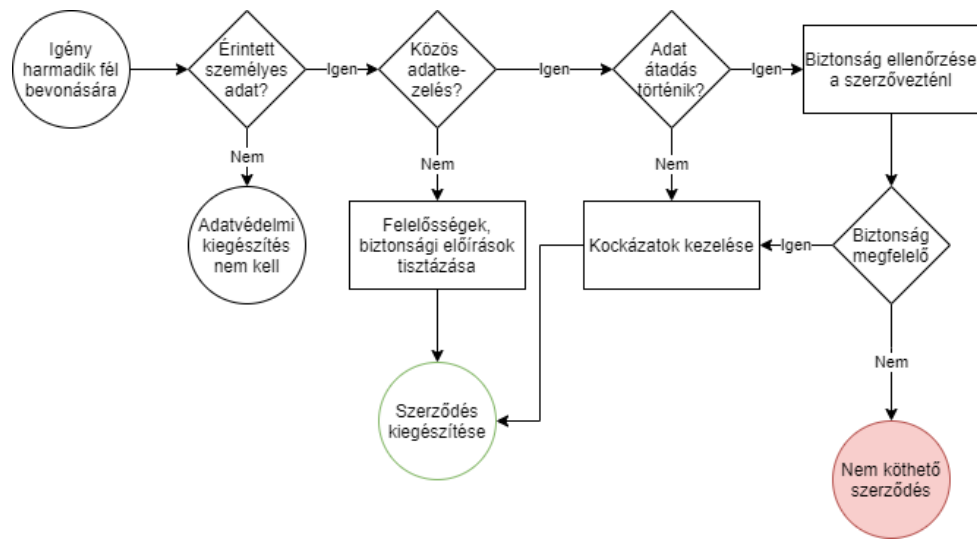 Igény
harmadik fél
bevonására
Érintett
személyes
adat?
Igen
Közös
adatke-
zelés?
Igen
Adat
átadás
történik?
Igen
Biztonság ellenőrzése
a szerzővezténl
Nem
Nem
Nem
Adatvédelmi
kiegészítés
nem kell
Felelősségek,
biztonsági előírások
tisztázása
Kockázatok kezelése
Igen
Biztonság
megfelelő
Nem
Szerződés
kiegészítése
Nem köthető
szerződés